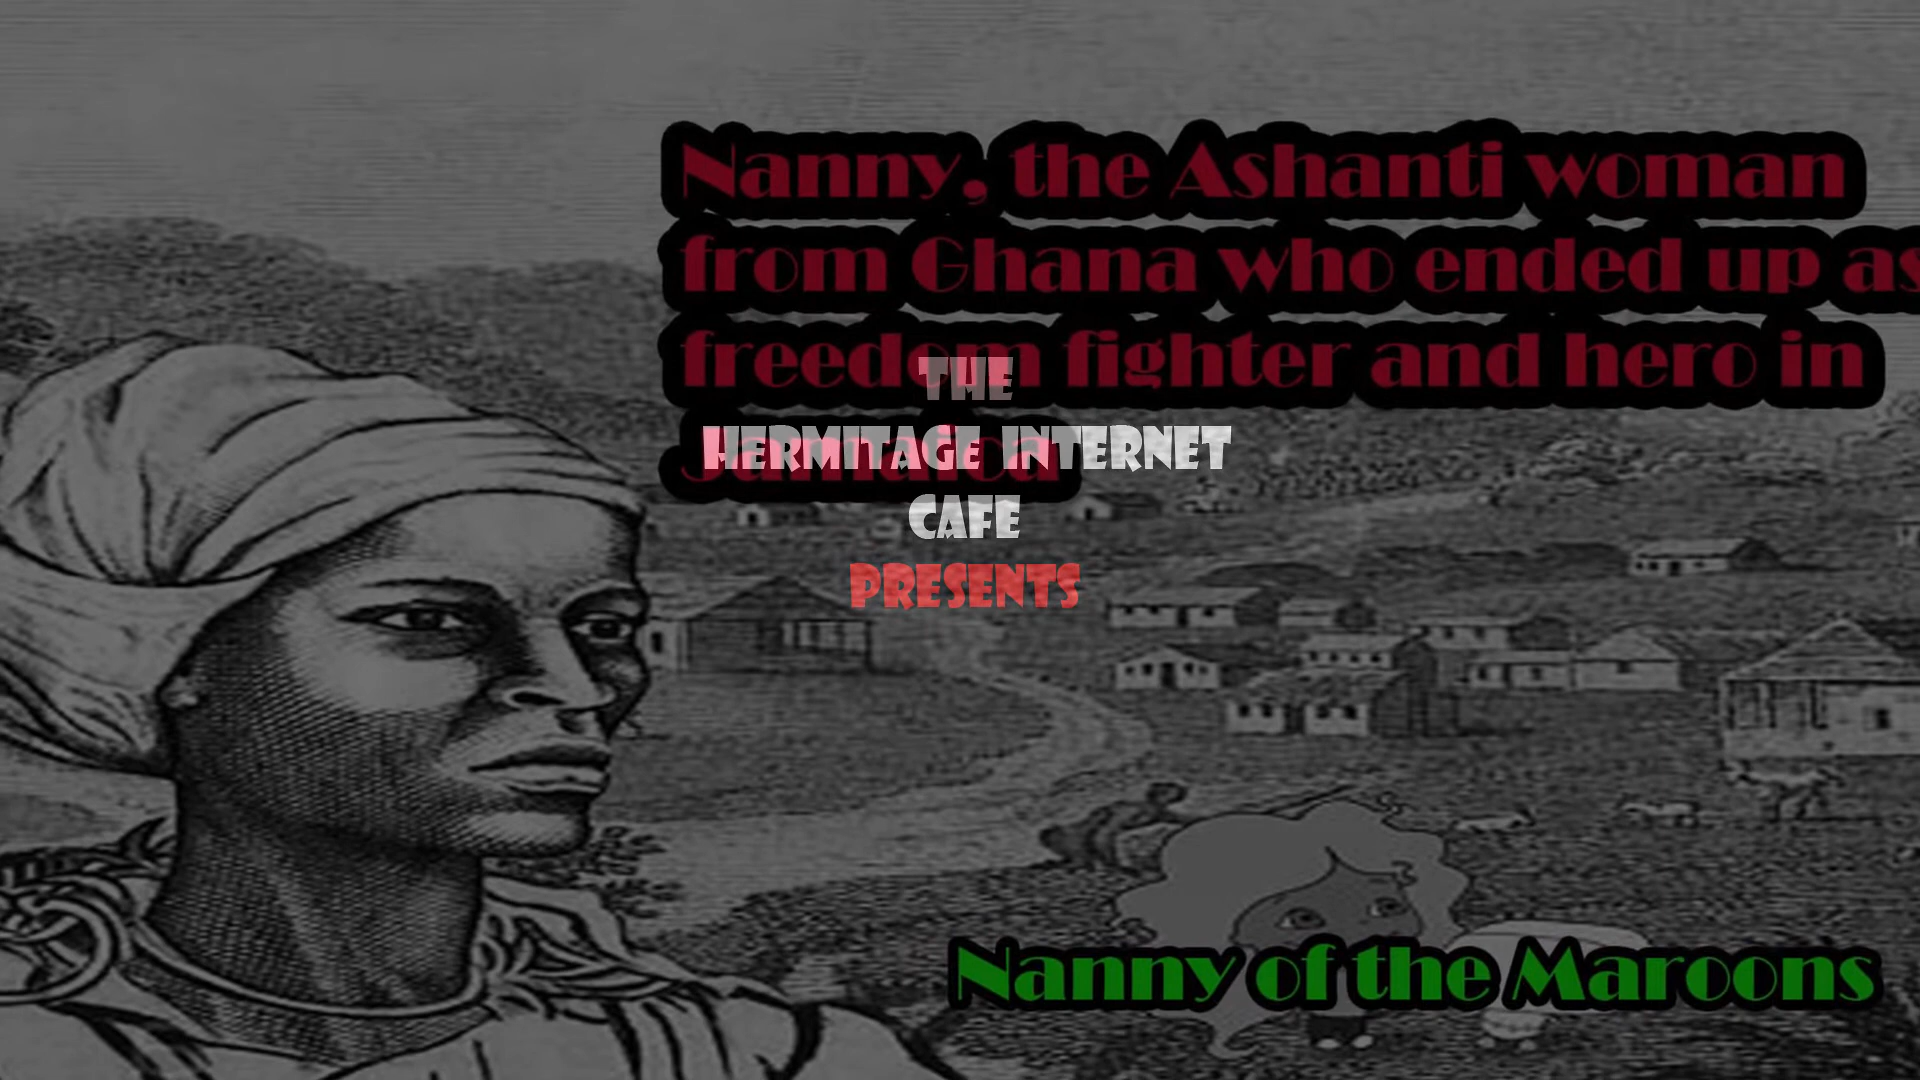 Nanny, the Ashanti woman
from Ghana who ended up as
freedom fighter and hero in
Jamaica
THE
HERMITAGE INTERNET
CAFE
PRESENTS
Nanny of the Maroons